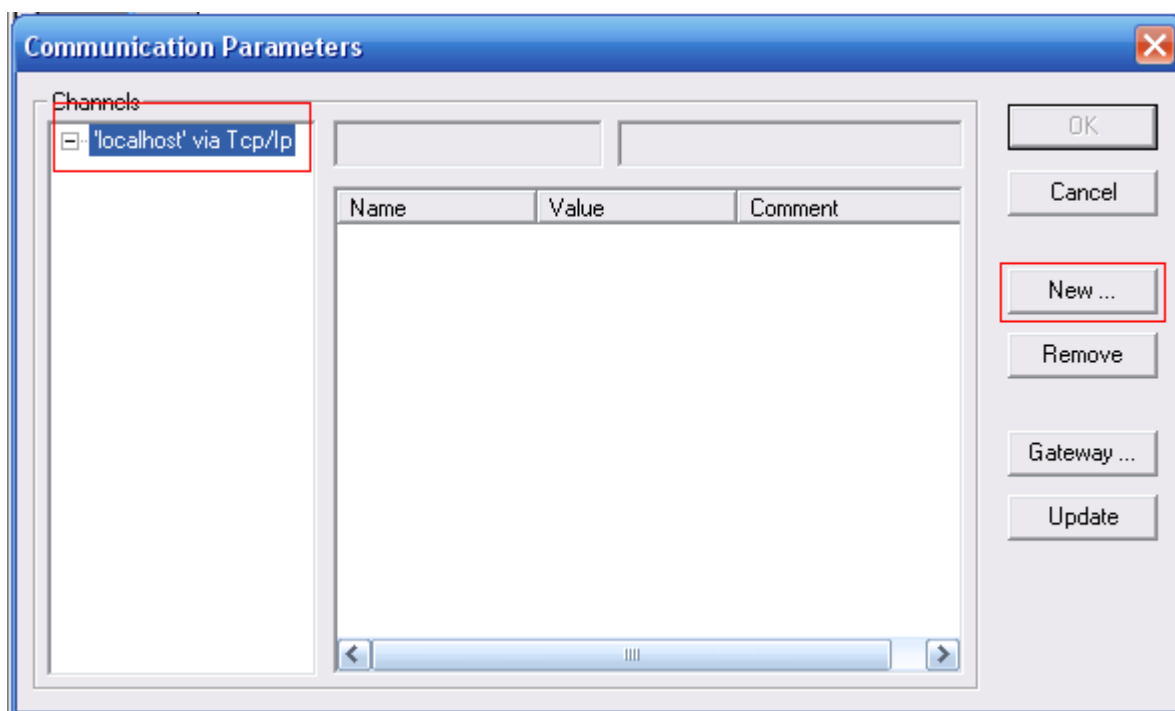 Communication Parameters
Channels
'localhost' via Tcp/Ip
Name Value Comment
OK
Cancel
New ...
Remove
Gateway ...
Update